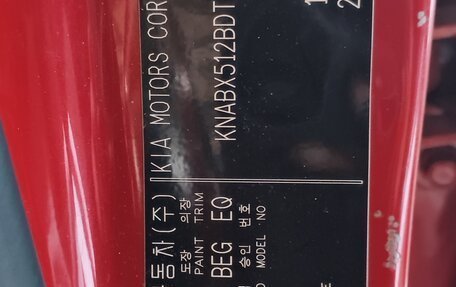 동차(주) KIA MOTORS COR
KNABX512BDT
도장 의장
PAINT TRIM
BEG EQ
승인 번호
MODEL NO